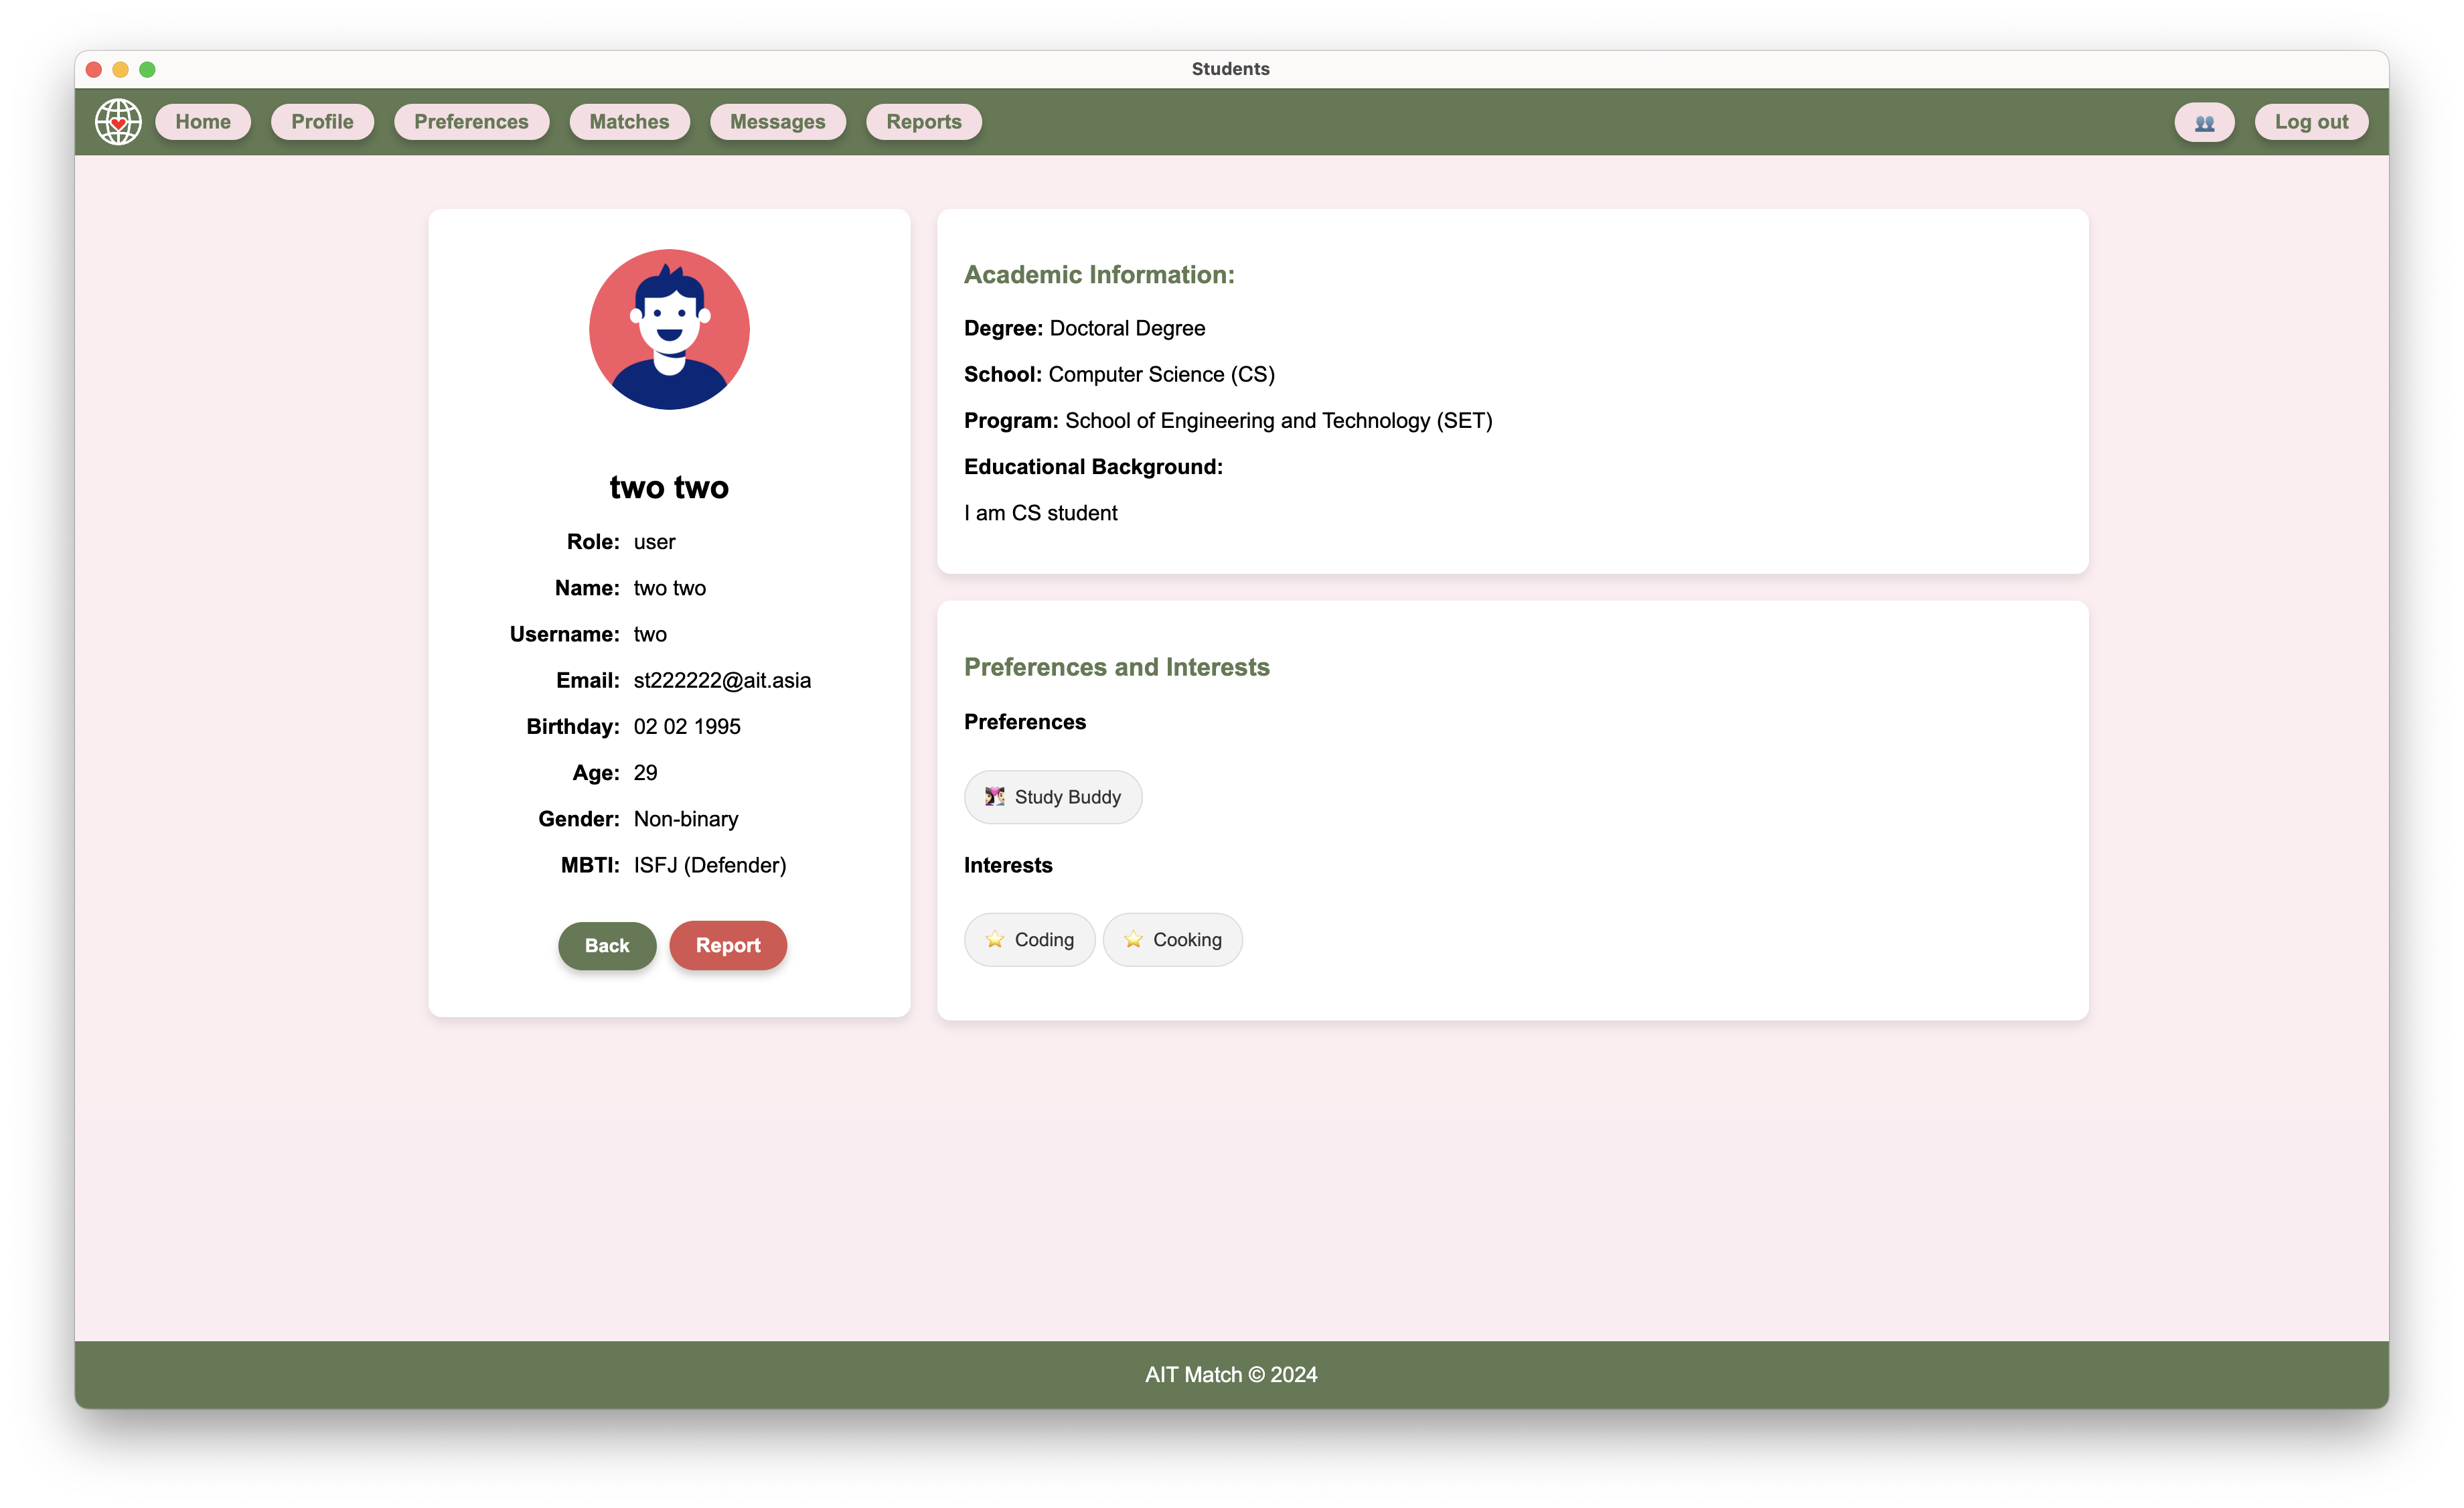 Students
Home Profile Preferences Matches Messages Reports Log out
two two
Role: user
Name: two two
Username: two
Email: st222222@ait.asia
Birthday: 02 02 1995
Age: 29
Gender: Non-binary
MBTI: ISFJ (Defender)
Back Report
Academic Information:
Degree: Doctoral Degree
School: Computer Science (CS)
Program: School of Engineering and Technology (SET)
Educational Background:
I am CS student
Preferences and Interests
Preferences
Study Buddy
Interests
Coding Cooking
AIT Match © 2024